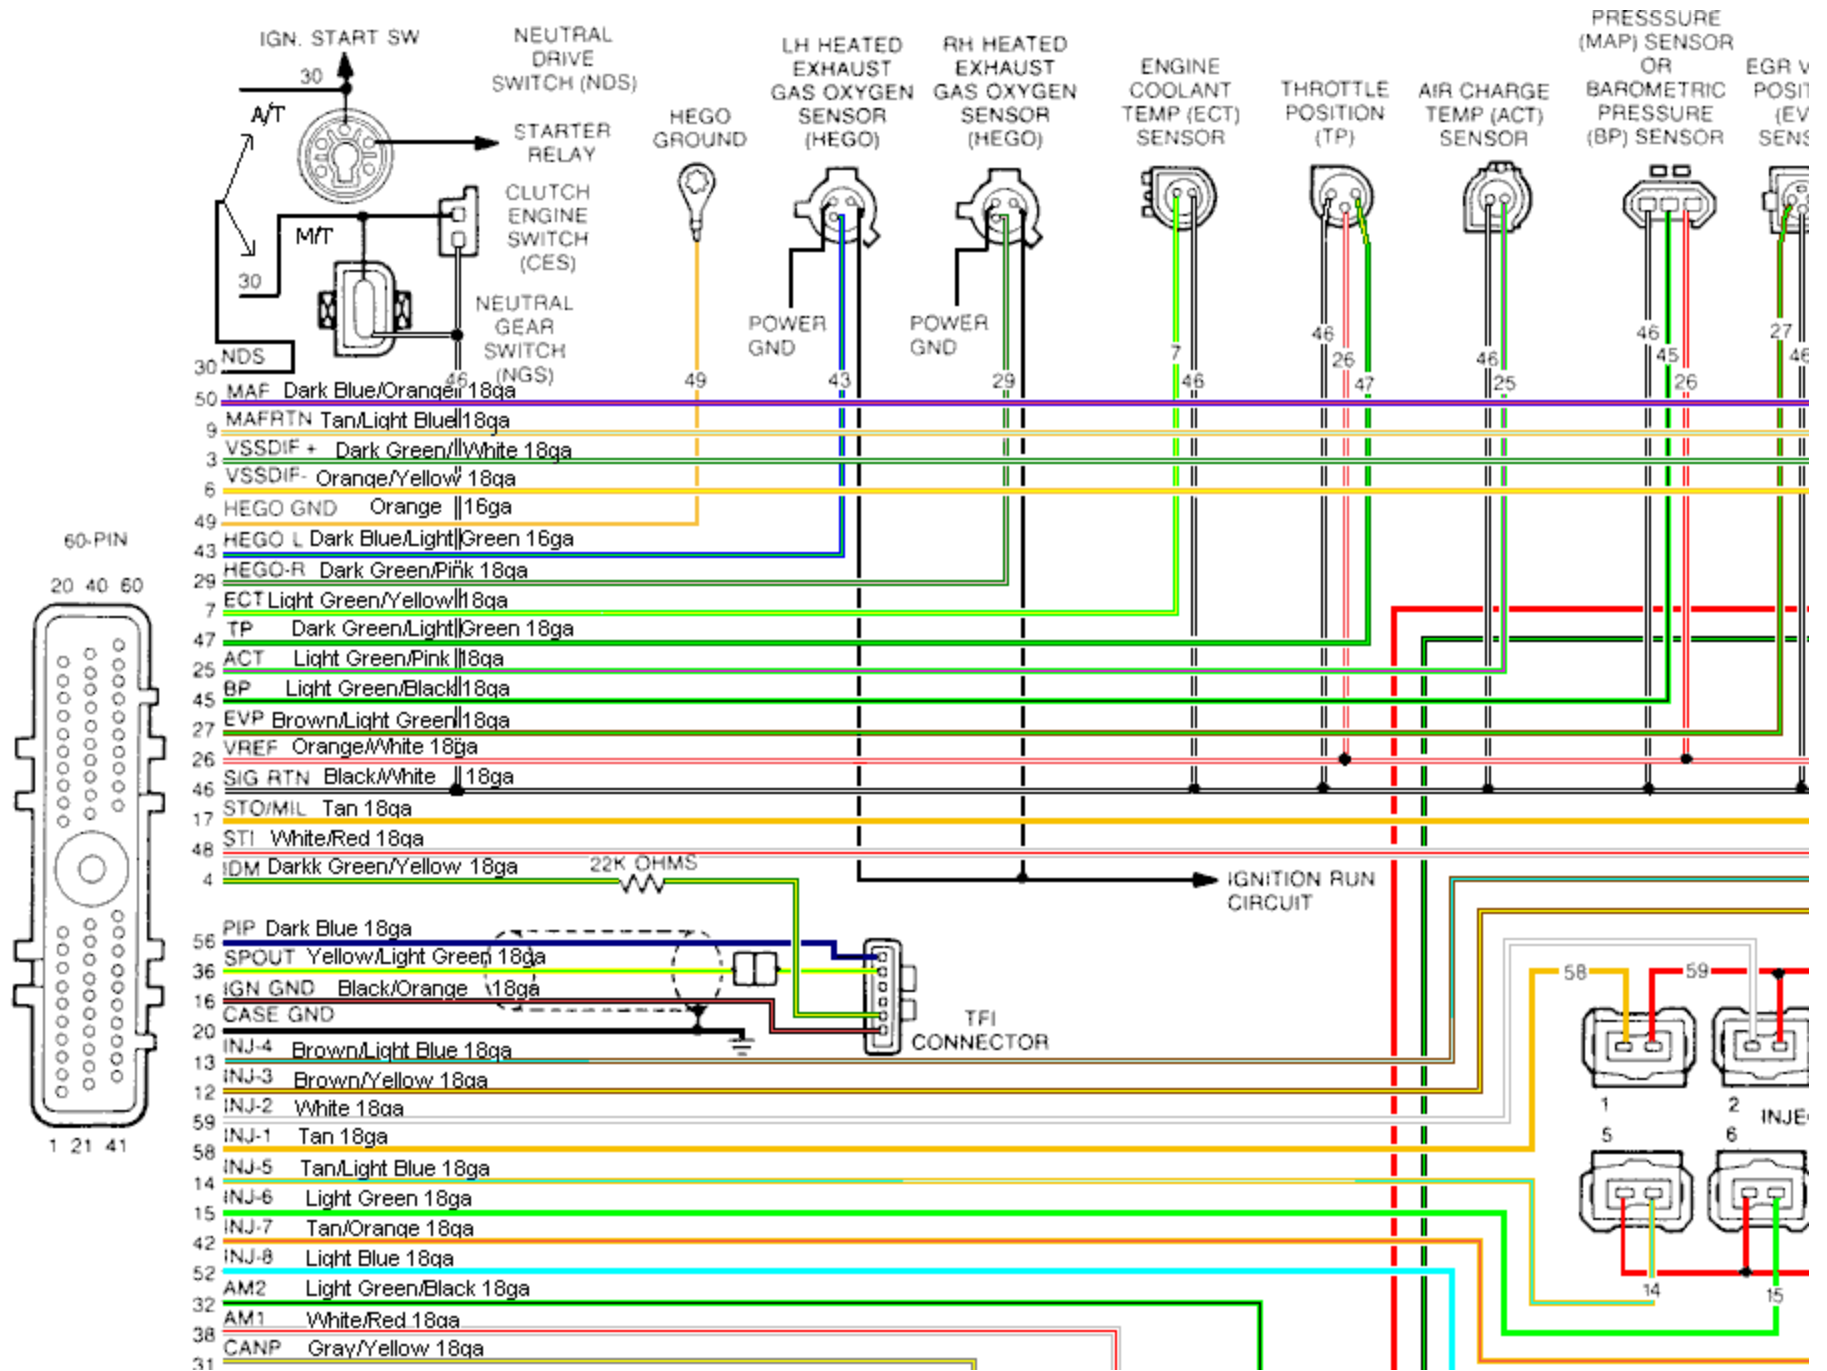 IGN. START SW
30
A/T
NEUTRAL
DRIVE
SWITCH (NDS)
STARTER
RELAY
CLUTCH
ENGINE
SWITCH
(CES)
M/T
30
NEUTRAL
GEAR
SWITCH
(NGS)
46
HEGO
GROUND
49
LH HEATED
EXHAUST
GAS OXYGEN
SENSOR
(HEGO)
POWER
GND
43
RH HEATED
EXHAUST
GAS OXYGEN
SENSOR
(HEGO)
POWER
GND
29
ENGINE
COOLANT
TEMP (ECT)
SENSOR
7
46
THROTTLE
POSITION
(TP)
46
26
47
AIR CHARGE
TEMP (ACT)
SENSOR
46
25
PRESSSURE
(MAP) SENSOR
OR
BAROMETRIC
PRESSURE
(BP) SENSOR
46
45
26
EGR V
POSIT
(EV
SENS
27
46
30 NDS
50 MAF Dark Blue/Orange 18ga
9 MAFRTN Tan/Light Blue 18ga
3 VSSDIF + Dark Green/White 18ga
6 VSSDIF- Orange/Yellow 18ga
49 HEGO GND Orange 16ga
43 HEGO L Dark Blue/Light Green 16ga
29 HEGO-R Dark Green/Pink 18ga
7 ECT Light Green/Yellow 18ga
47 TP Dark Green/Light Green 18ga
25 ACT Light Green/Pink 18ga
45 BP Light Green/Black 18ga
27 EVP Brown/Light Green 18ga
26 VREF Orange/White 18ga
46 SIG RTN Black/White 18ga
17 STO/MIL Tan 18ga
48 STI White/Red 18ga
4 IDM Darkk Green/Yellow 18ga
22K OHMS
IGNITION RUN
CIRCUIT
56 PIP Dark Blue 18ga
36 SPOUT Yellow/Light Green 18ga
16 IGN GND Black/Orange 18ga
20 CASE GND
TFI
CONNECTOR
13 INJ-4 Brown/Light Blue 18ga
12 INJ-3 Brown/Yellow 18ga
59 INJ-2 White 18ga
58 INJ-1 Tan 18ga
14 INJ-5 Tan/Light Blue 18ga
15 INJ-6 Light Green 18ga
42 INJ-7 Tan/Orange 18ga
52 INJ-8 Light Blue 18ga
32 AM2 Light Green/Black 18ga
38 AM1 White/Red 18ga
31 CANP Gray/Yellow 18ga
60-PIN
20 40 60
1 21 41
58
59
1
2
INJE
5
6
14
15